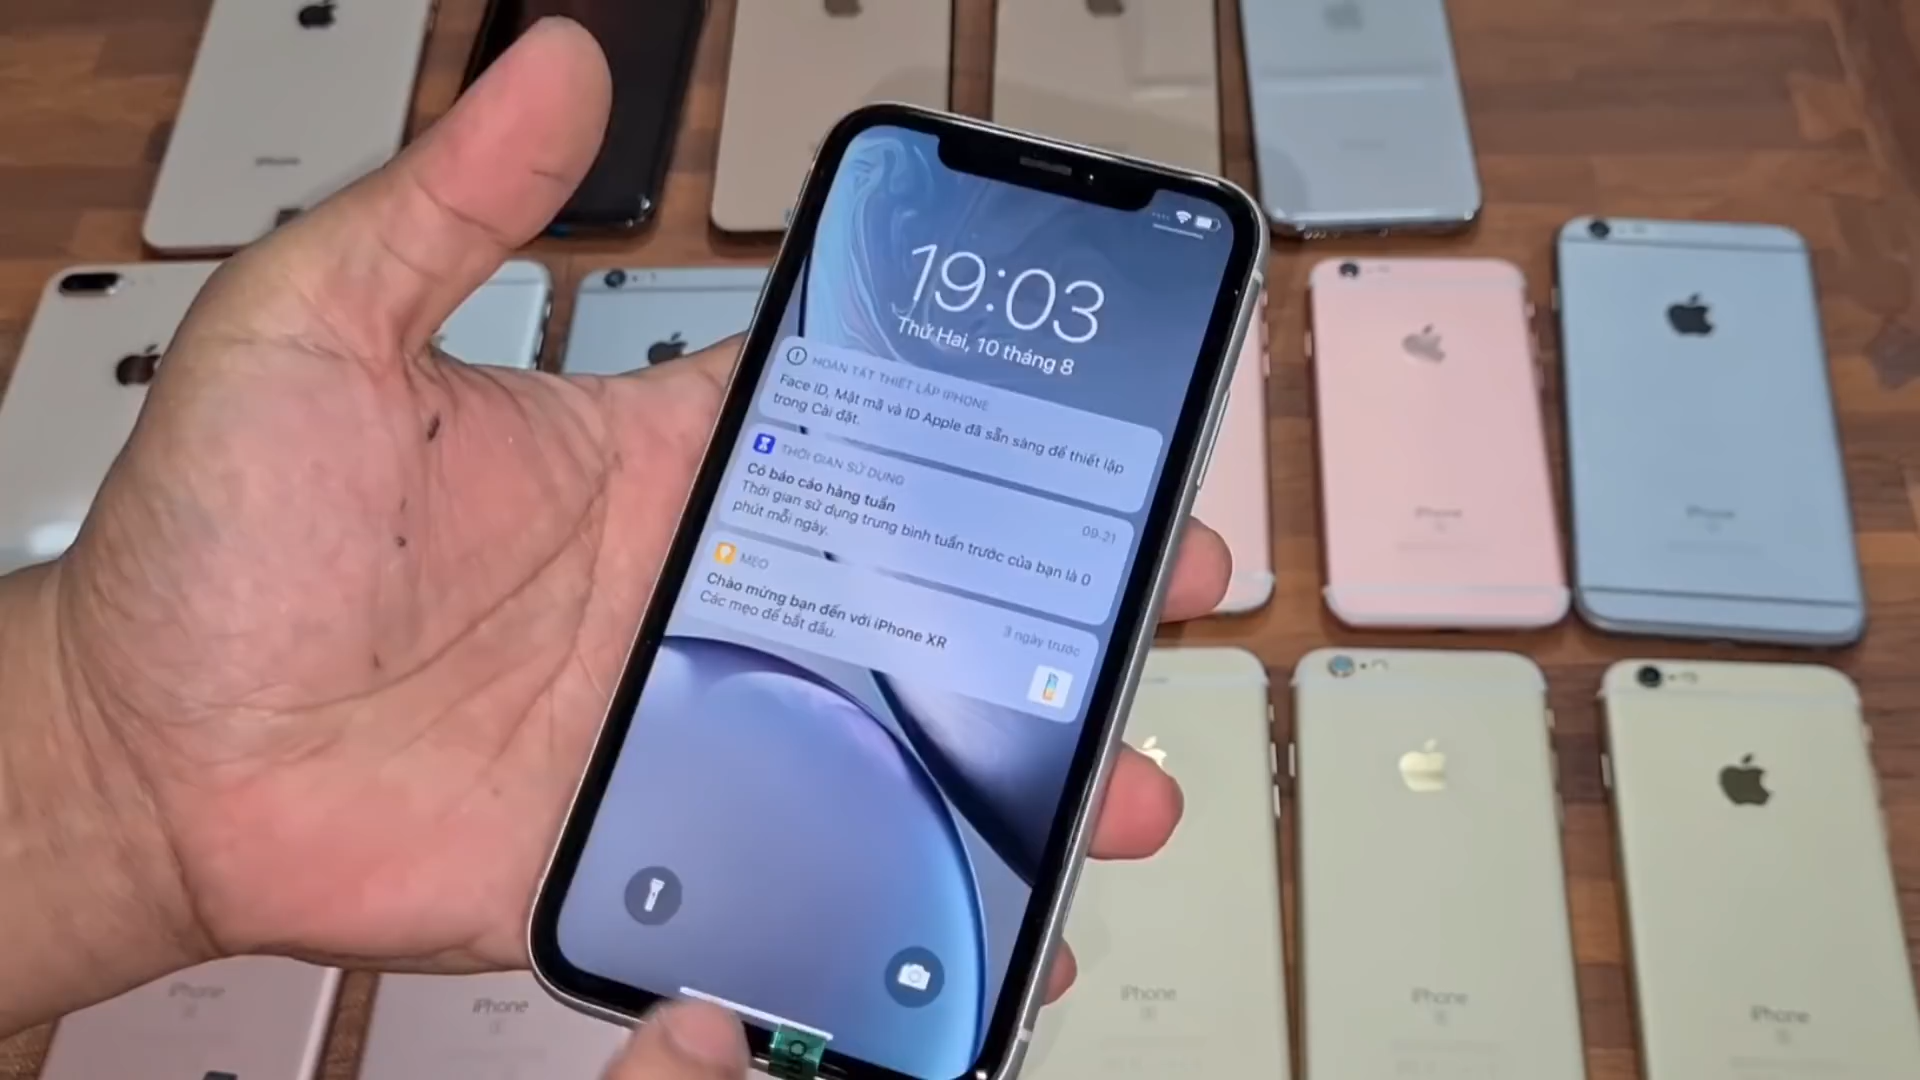 iPhone
19:03
Thứ Hai, 10 tháng 8
HOÀN TẤT THIẾT LẬP IPHONE
Face ID, Mật mã và ID Apple đã sẵn sàng để thiết lập
trong Cài đặt.
THỜI GIAN SỬ DỤNG
09:21
Có báo cáo hàng tuần
Thời gian sử dụng trung bình tuần trước của bạn là 0
phút mỗi ngày.
MẸO
3 ngày trước
Chào mừng bạn đến với iPhone XR
Các mẹo để bắt đầu.
iPhone
iPhone
iPhone
iPhone
iPhone
iPhone
iPhone